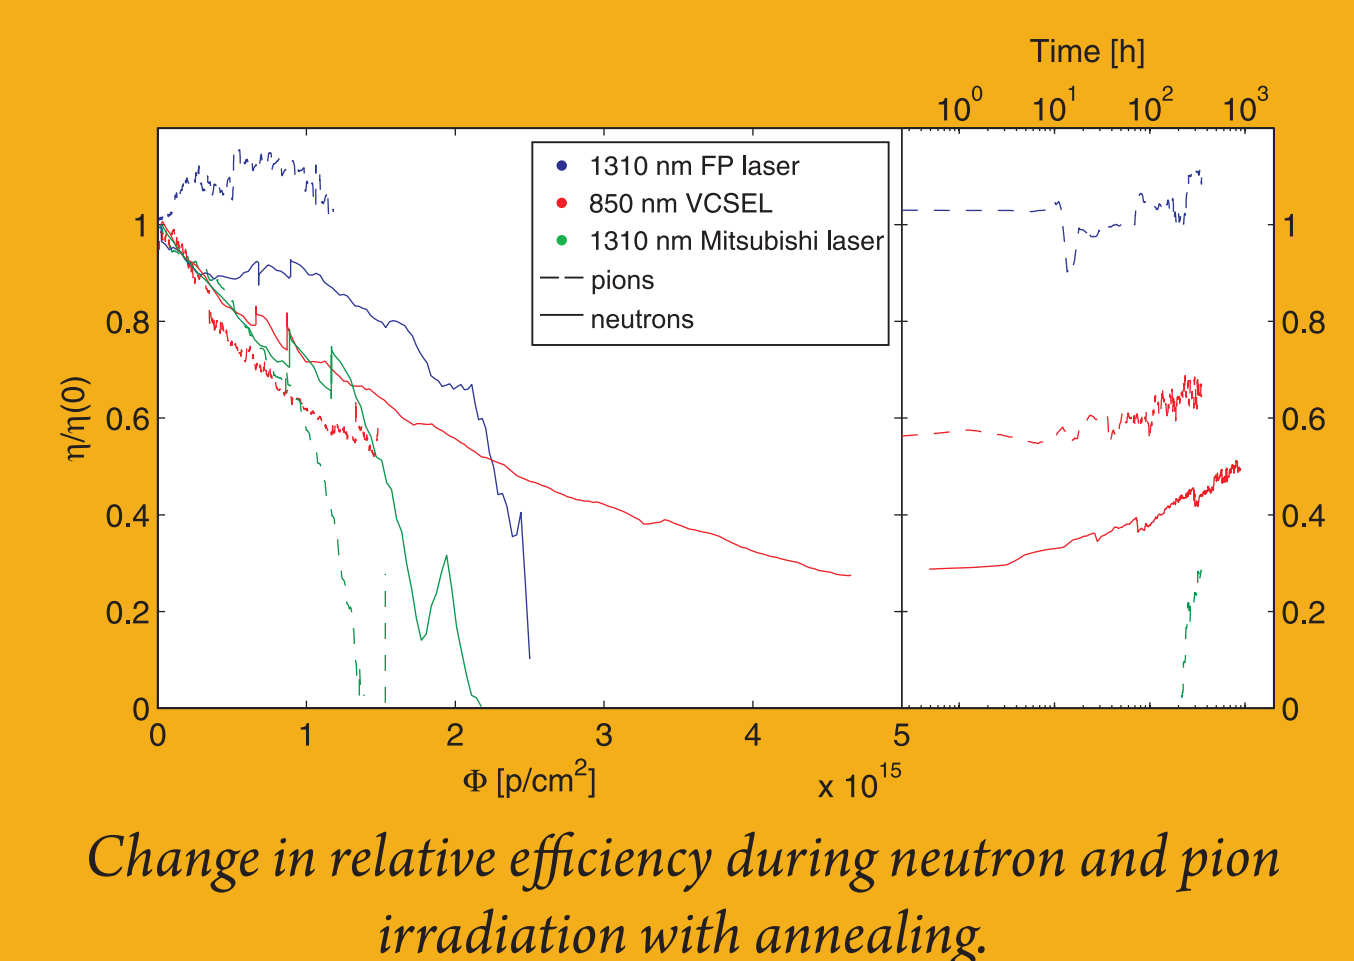 Time [h]
10^0 10^1 10^2 10^3
1310 nm FP laser
850 nm VCSEL
1310 nm Mitsubishi laser
pions
neutrons
η/η(0)
1
0.8
0.6
0.4
0.2
0
1
0.8
0.6
0.4
0.2
0
0 1 2 3 4 5
Φ [p/cm^2]
x 10^15
Change in relative efficiency during neutron and pion
irradiation with annealing.